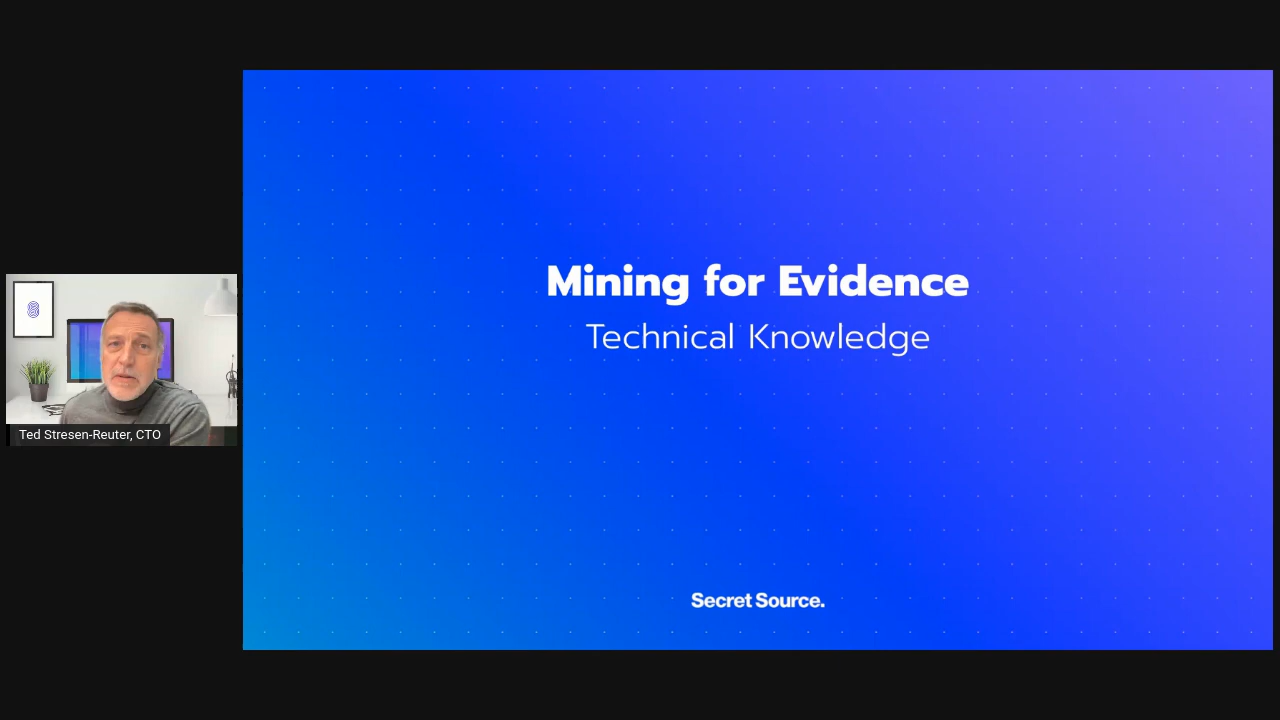 Mining for Evidence
Technical Knowledge
Ted Stresen-Reuter, CTO
Secret Source.